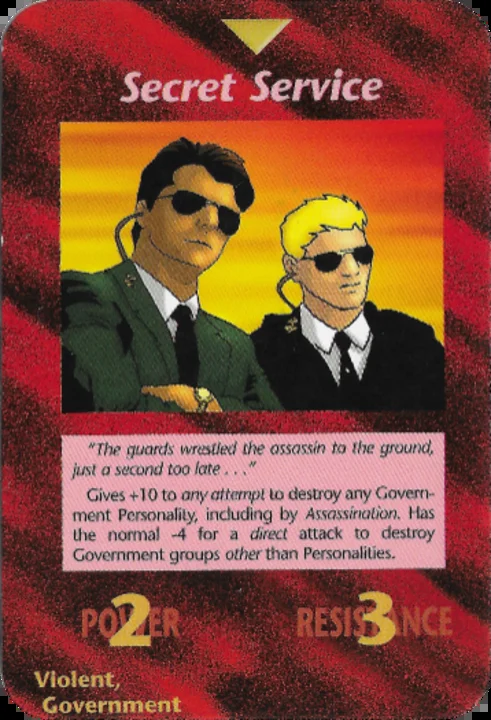 Secret Service
"The guards wrestled the assassin to the ground,
just a second too late . . ."
Gives +10 to any attempt to destroy any Govern-
ment Personality, including by Assassination. Has
the normal -4 for a direct attack to destroy
Government groups other than Personalities.
POWER 2 RESISTANCE 3
Violent,
Government